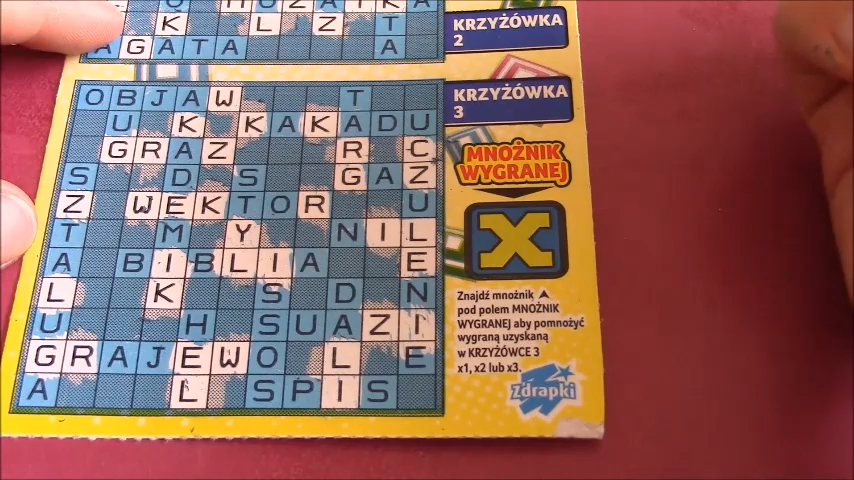 AGATA
KRZYŻÓWKA
2
OBJAW T
KRZYŻÓWKA
3
U K KAKADU
GRAZ R C
MNOŻNIK
WYGRANEJ
S D S GAZ
Z WEKTOR U
T M Y NIL
X
A BIBLIA E
L K S D N
U H SUAZI
GRAJEWO L E
A L SPIS
Znajdź mnożnik
pod polem MNOŻNIK
WYGRANEJ aby pomnożyć
wygraną uzyskaną
w KRZYŻÓWCE 3
x1, x2 lub x3.
Zdrapki